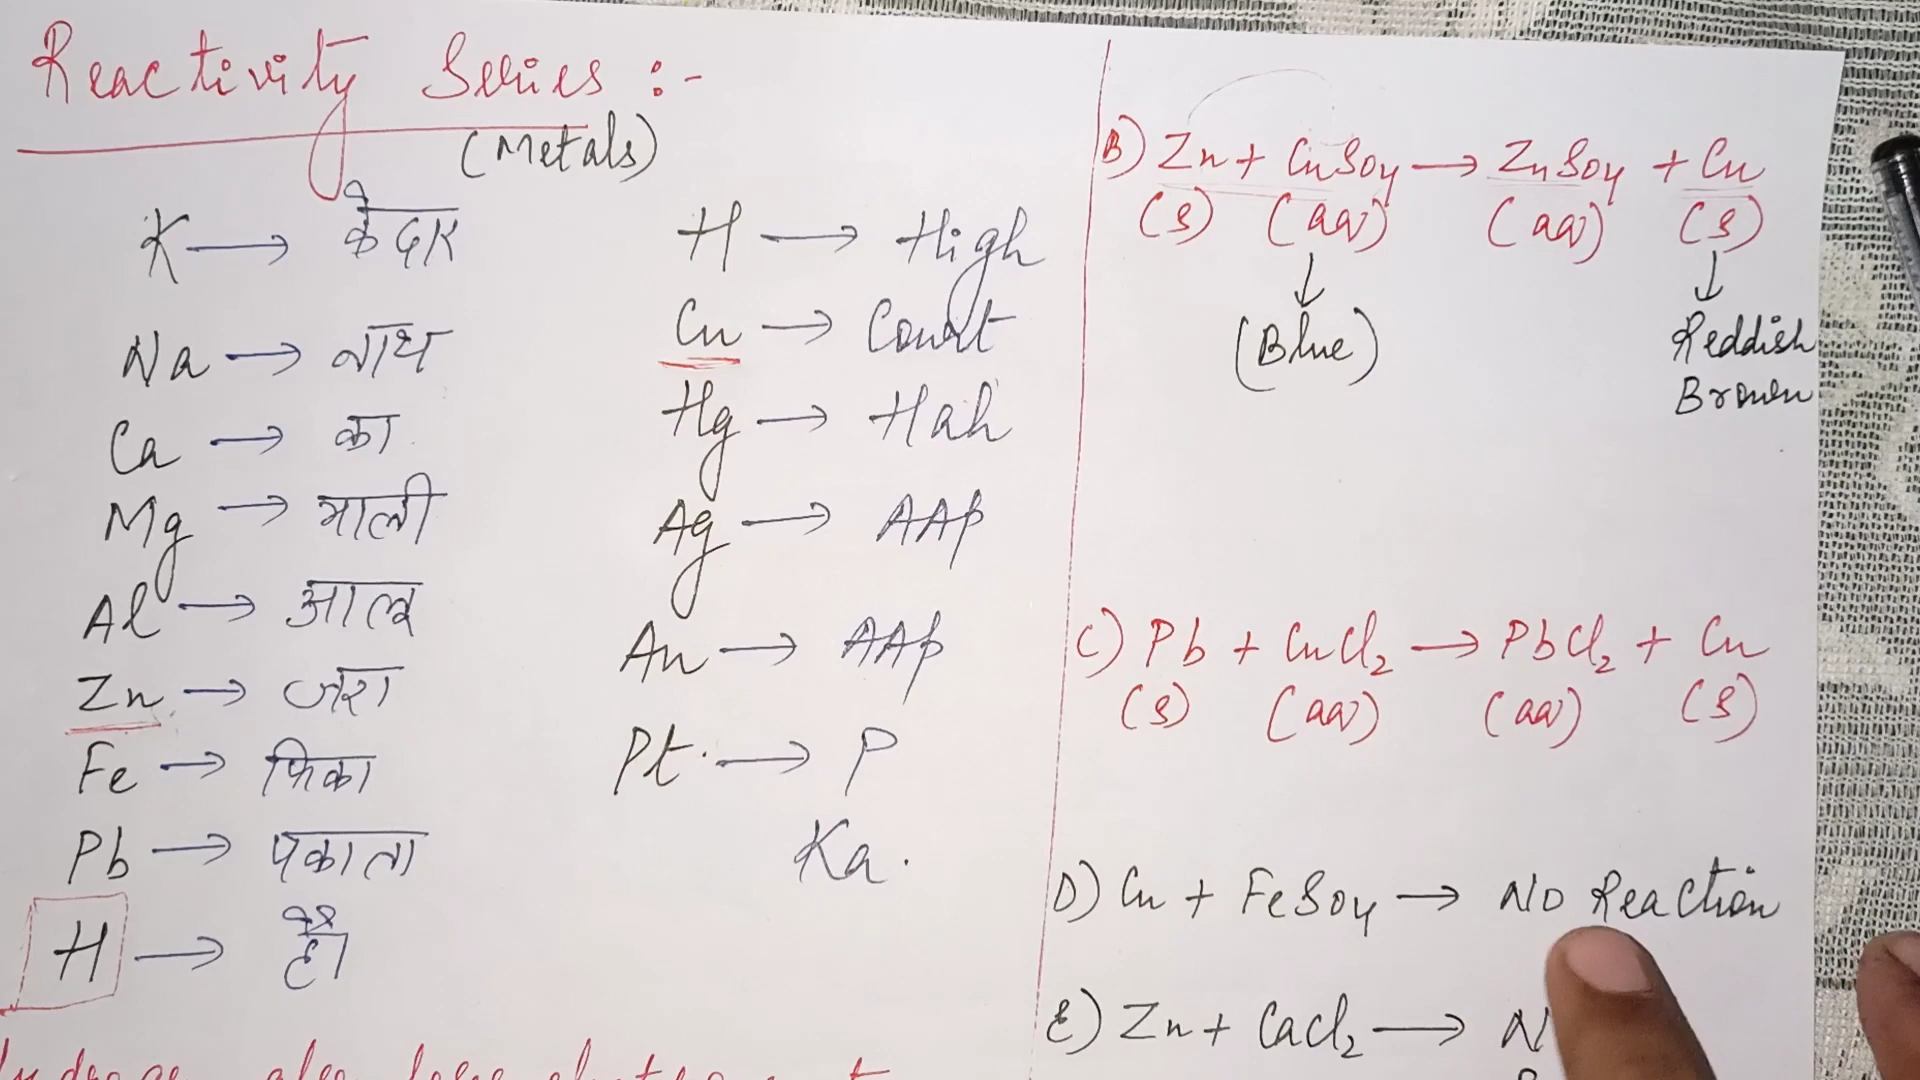 Reactivity Series :-
(Metals)
K → केदार
Na → नाथ
Ca → का
Mg → माली
Al → आलू
Zn → जरा
Fe → फिका
Pb → पकाता
H → है।
H → High
Cu → Court
Hg → Hah
Ag → AAp
Au → AAp
Pt. → P
Ka.
B) Zn + CuSO4 → ZnSO4 + Cu
(s) (aq) (aq) (s)
↓ ↓
(Blue) Reddish
Brown
C) Pb + CuCl2 → PbCl2 + Cu
(s) (aq) (aq) (s)
D) Cu + FeSO4 → No Reaction
E) Zn + CaCl2 → N